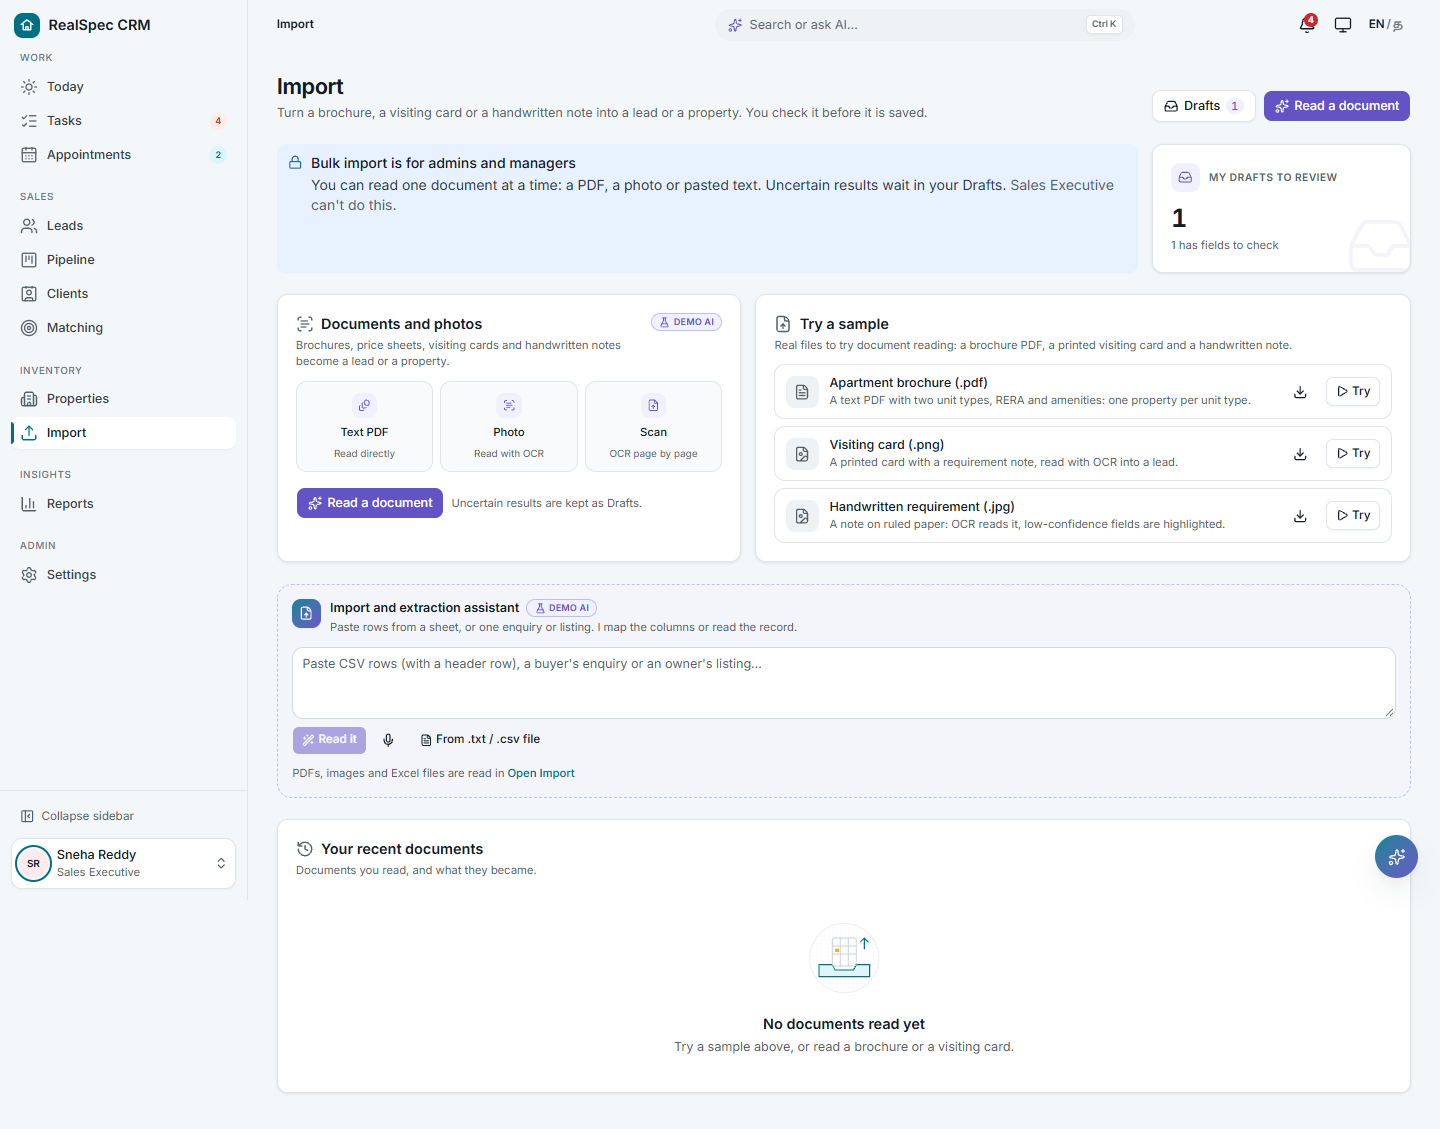 RealSpec CRM
WORK
Today
Tasks 4
Appointments 2
SALES
Leads
Pipeline
Clients
Matching
INVENTORY
Properties
Import
INSIGHTS
Reports
ADMIN
Settings
Collapse sidebar
SR
Sneha Reddy
Sales Executive
Import
Search or ask AI...
Ctrl K
4
EN / த
Import
Turn a brochure, a visiting card or a handwritten note into a lead or a property. You check it before it is saved.
Drafts 1
Read a document
Bulk import is for admins and managers
You can read one document at a time: a PDF, a photo or pasted text. Uncertain results wait in your Drafts. Sales Executive
can't do this.
MY DRAFTS TO REVIEW
1
1 has fields to check
Documents and photos
DEMO AI
Brochures, price sheets, visiting cards and handwritten notes
become a lead or a property.
Text PDF
Read directly
Photo
Read with OCR
Scan
OCR page by page
Read a document
Uncertain results are kept as Drafts.
Try a sample
Real files to try document reading: a brochure PDF, a printed visiting card and a handwritten note.
Apartment brochure (.pdf)
A text PDF with two unit types, RERA and amenities: one property per unit type.
Try
Visiting card (.png)
A printed card with a requirement note, read with OCR into a lead.
Try
Handwritten requirement (.jpg)
A note on ruled paper: OCR reads it, low-confidence fields are highlighted.
Try
Import and extraction assistant
DEMO AI
Paste rows from a sheet, or one enquiry or listing. I map the columns or read the record.
Paste CSV rows (with a header row), a buyer's enquiry or an owner's listing...
Read it
From .txt / .csv file
PDFs, images and Excel files are read in Open Import
Your recent documents
Documents you read, and what they became.
No documents read yet
Try a sample above, or read a brochure or a visiting card.